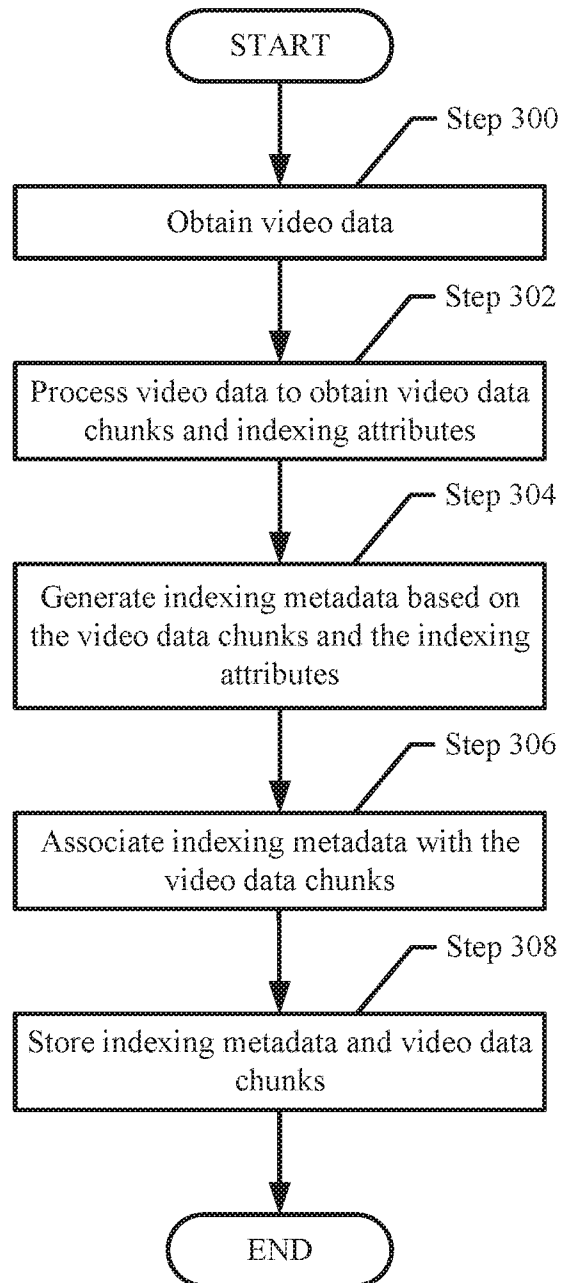 START
Step 300
Obtain video data
Step 302
Process video data to obtain video data
chunks and indexing attributes
Step 304
Generate indexing metadata based on
the video data chunks and the indexing
attributes
Step 306
Associate indexing metadata with the
video data chunks
Step 308
Store indexing metadata and video data
chunks
END